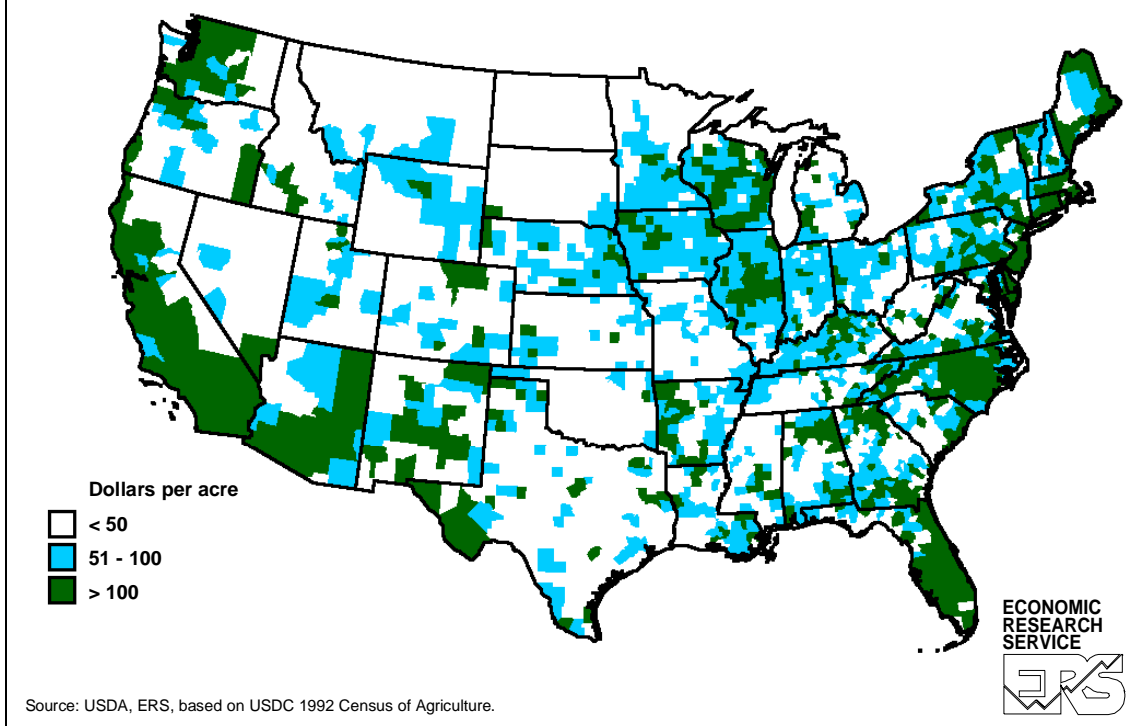 Dollars per acre
< 50
51 - 100
> 100
ECONOMIC
RESEARCH
SERVICE
ERS
Source: USDA, ERS, based on USDC 1992 Census of Agriculture.